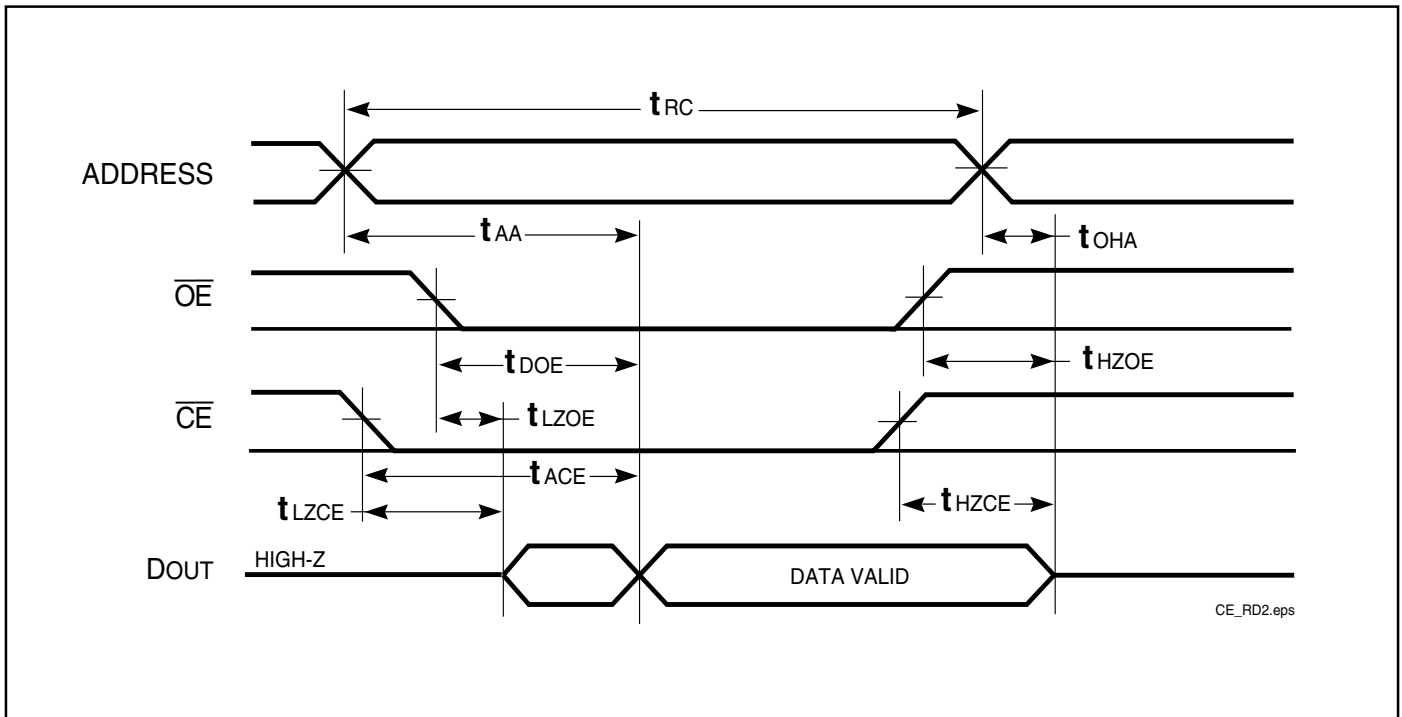 tRC
ADDRESS
tAA
tOHA
OE
tDOE
tHZOE
CE
tLZOE
tACE
tLZCE
tHZCE
DOUT
HIGH-Z
DATA VALID
CE_RD2.eps